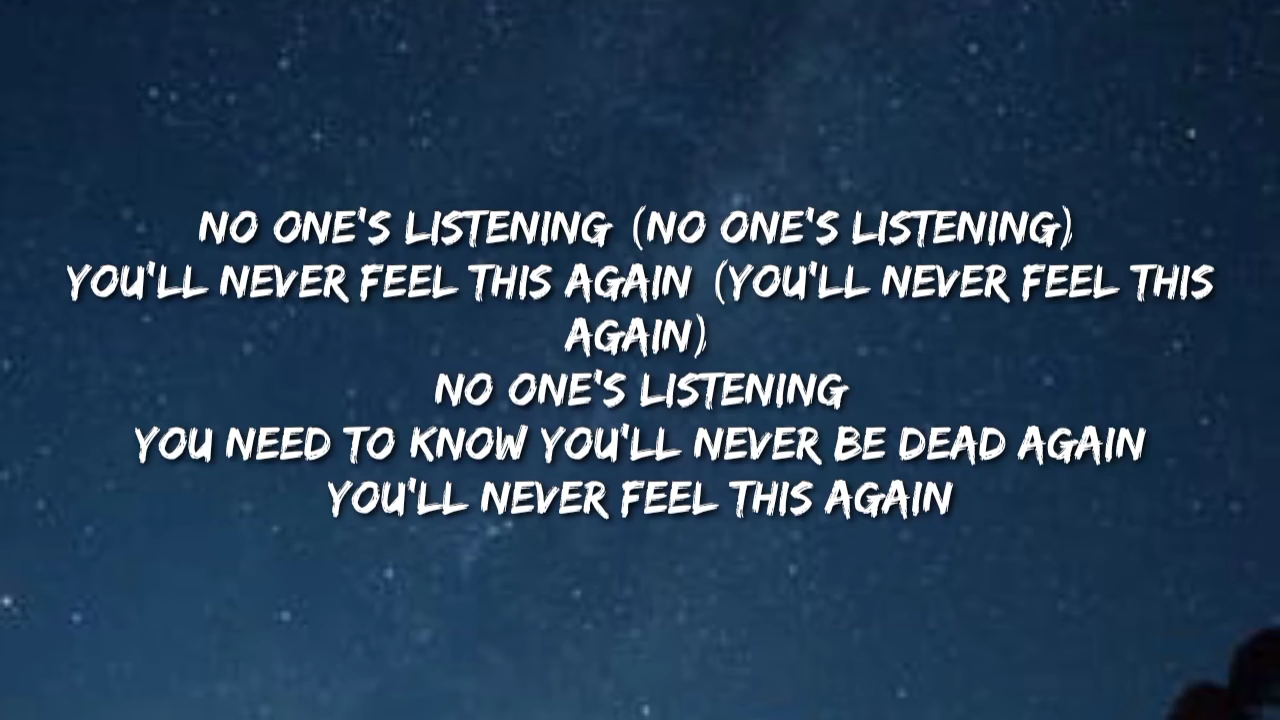 NO ONE'S LISTENING (NO ONE'S LISTENING)
YOU'LL NEVER FEEL THIS AGAIN (YOU'LL NEVER FEEL THIS
AGAIN)
NO ONE'S LISTENING
YOU NEED TO KNOW YOU'LL NEVER BE DEAD AGAIN
YOU'LL NEVER FEEL THIS AGAIN